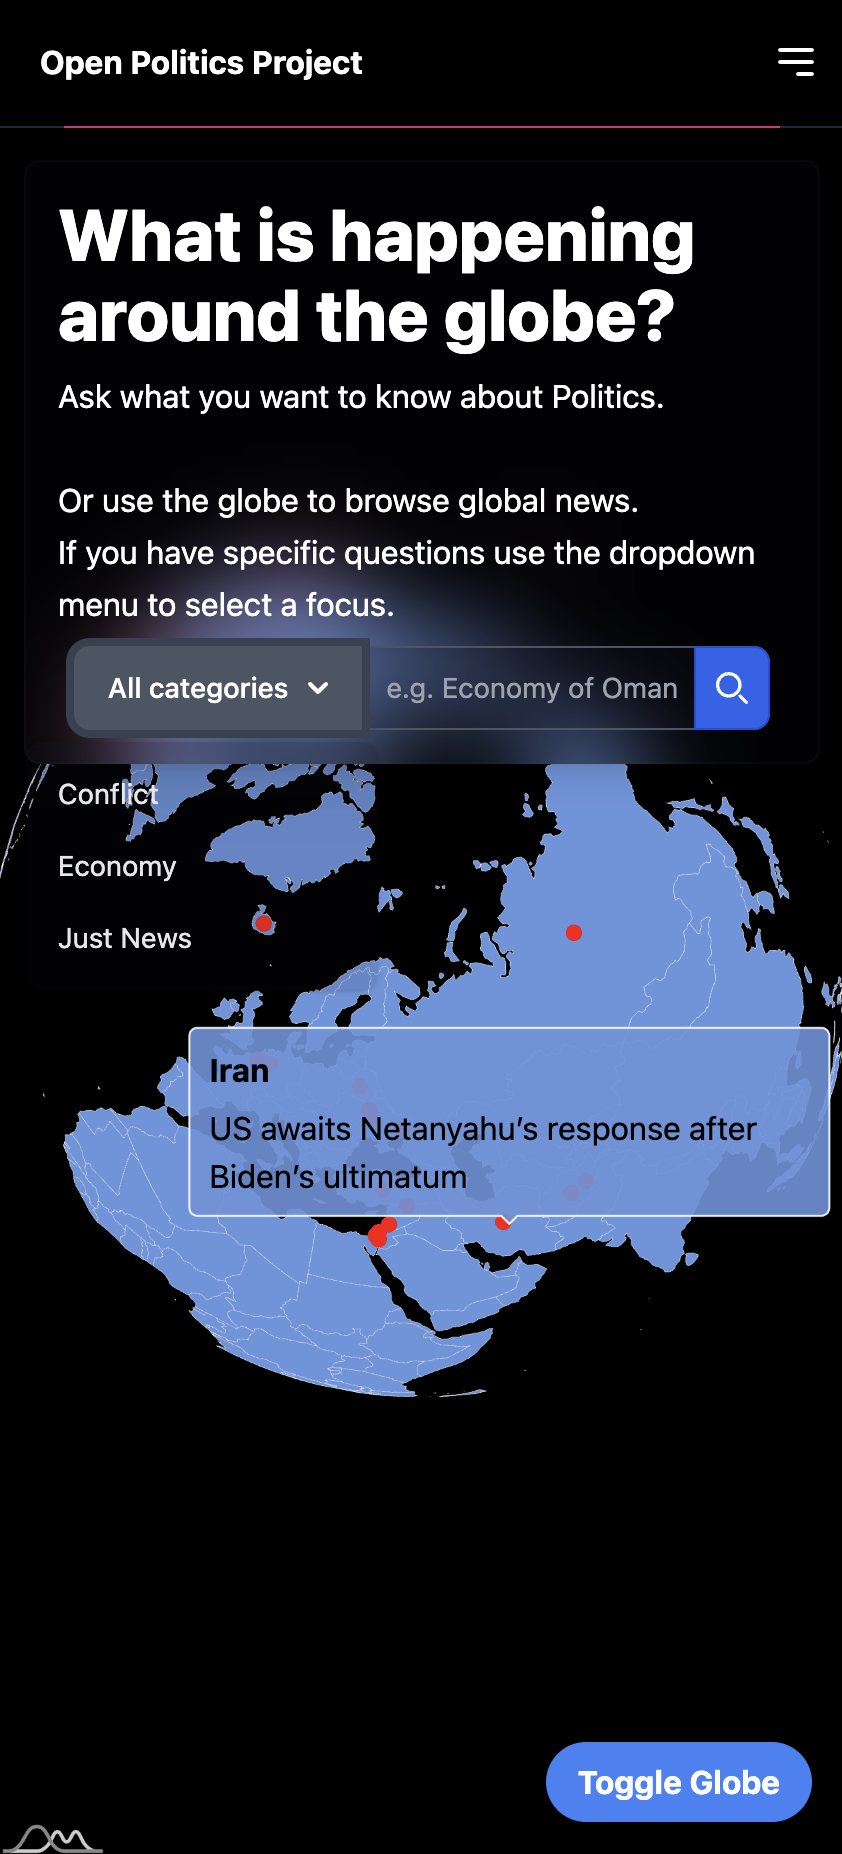 Open Politics Project
What is happening
around the globe?
Ask what you want to know about Politics.
Or use the globe to browse global news.
If you have specific questions use the dropdown
menu to select a focus.
All categories
e.g. Economy of Oman
Conflict
Economy
Just News
Iran
US awaits Netanyahu’s response after
Biden’s ultimatum
Toggle Globe